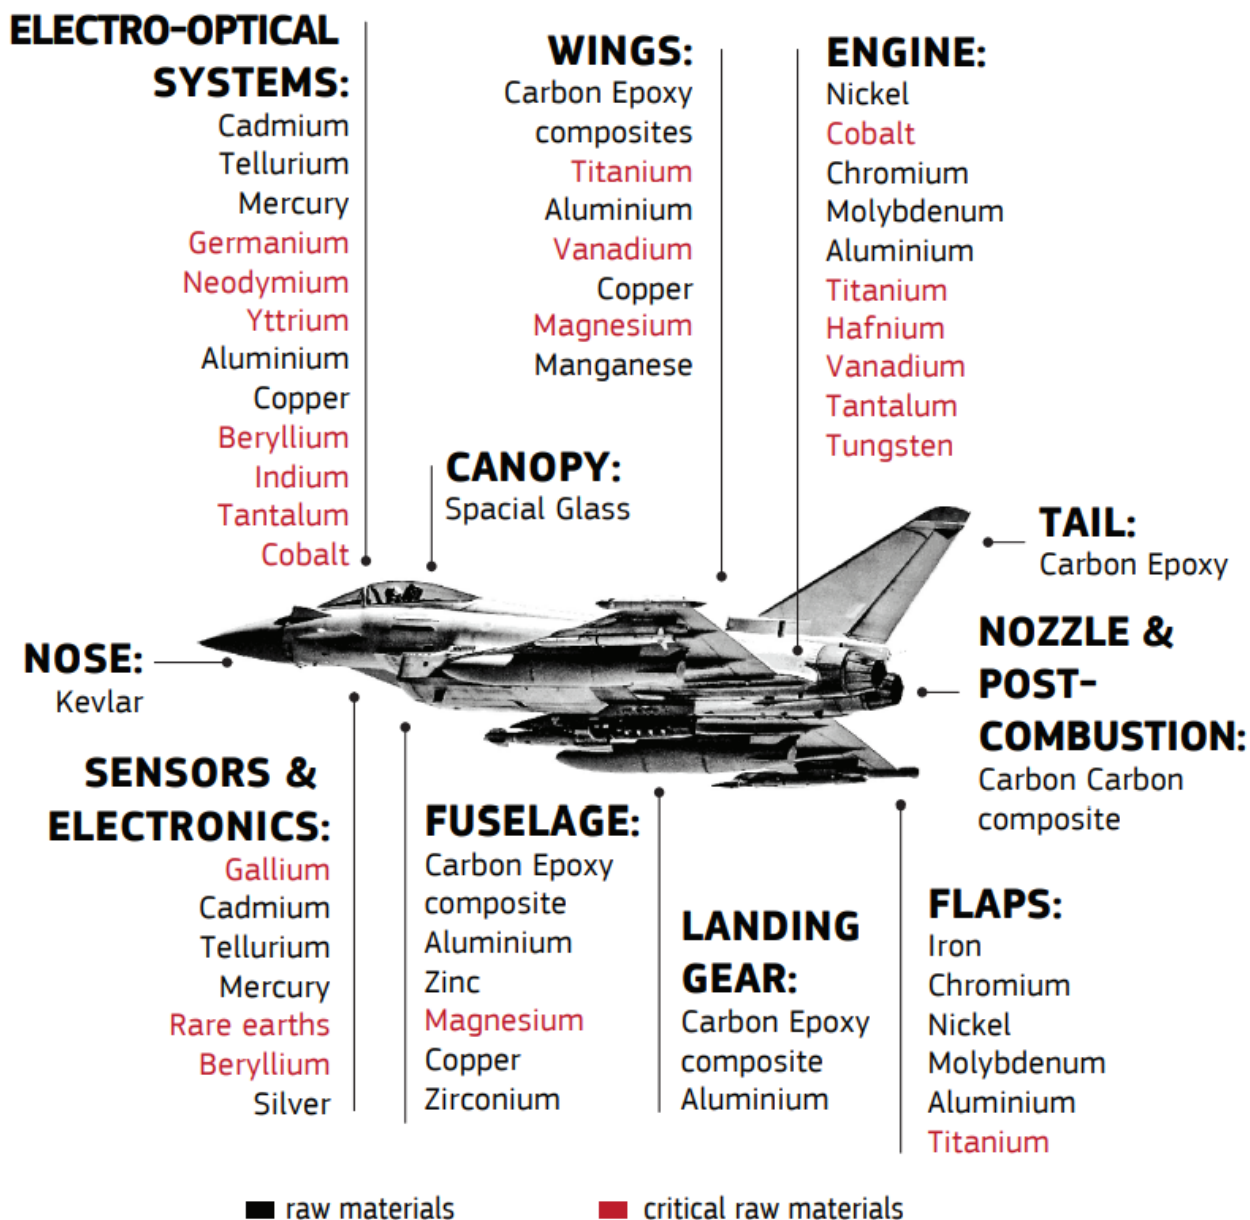 ELECTRO-OPTICAL
SYSTEMS:
Cadmium
Tellurium
Mercury
Germanium
Neodymium
Yttrium
Aluminium
Copper
Beryllium
Indium
Tantalum
Cobalt
WINGS:
Carbon Epoxy
composites
Titanium
Aluminium
Vanadium
Copper
Magnesium
Manganese
ENGINE:
Nickel
Cobalt
Chromium
Molybdenum
Aluminium
Titanium
Hafnium
Vanadium
Tantalum
Tungsten
CANOPY:
Spacial Glass
TAIL:
Carbon Epoxy
NOSE:
Kevlar
NOZZLE &
POST-
COMBUSTION:
Carbon Carbon
composite
SENSORS &
ELECTRONICS:
Gallium
Cadmium
Tellurium
Mercury
Rare earths
Beryllium
Silver
FUSELAGE:
Carbon Epoxy
composite
Aluminium
Zinc
Magnesium
Copper
Zirconium
LANDING
GEAR:
Carbon Epoxy
composite
Aluminium
FLAPS:
Iron
Chromium
Nickel
Molybdenum
Aluminium
Titanium
raw materials
critical raw materials